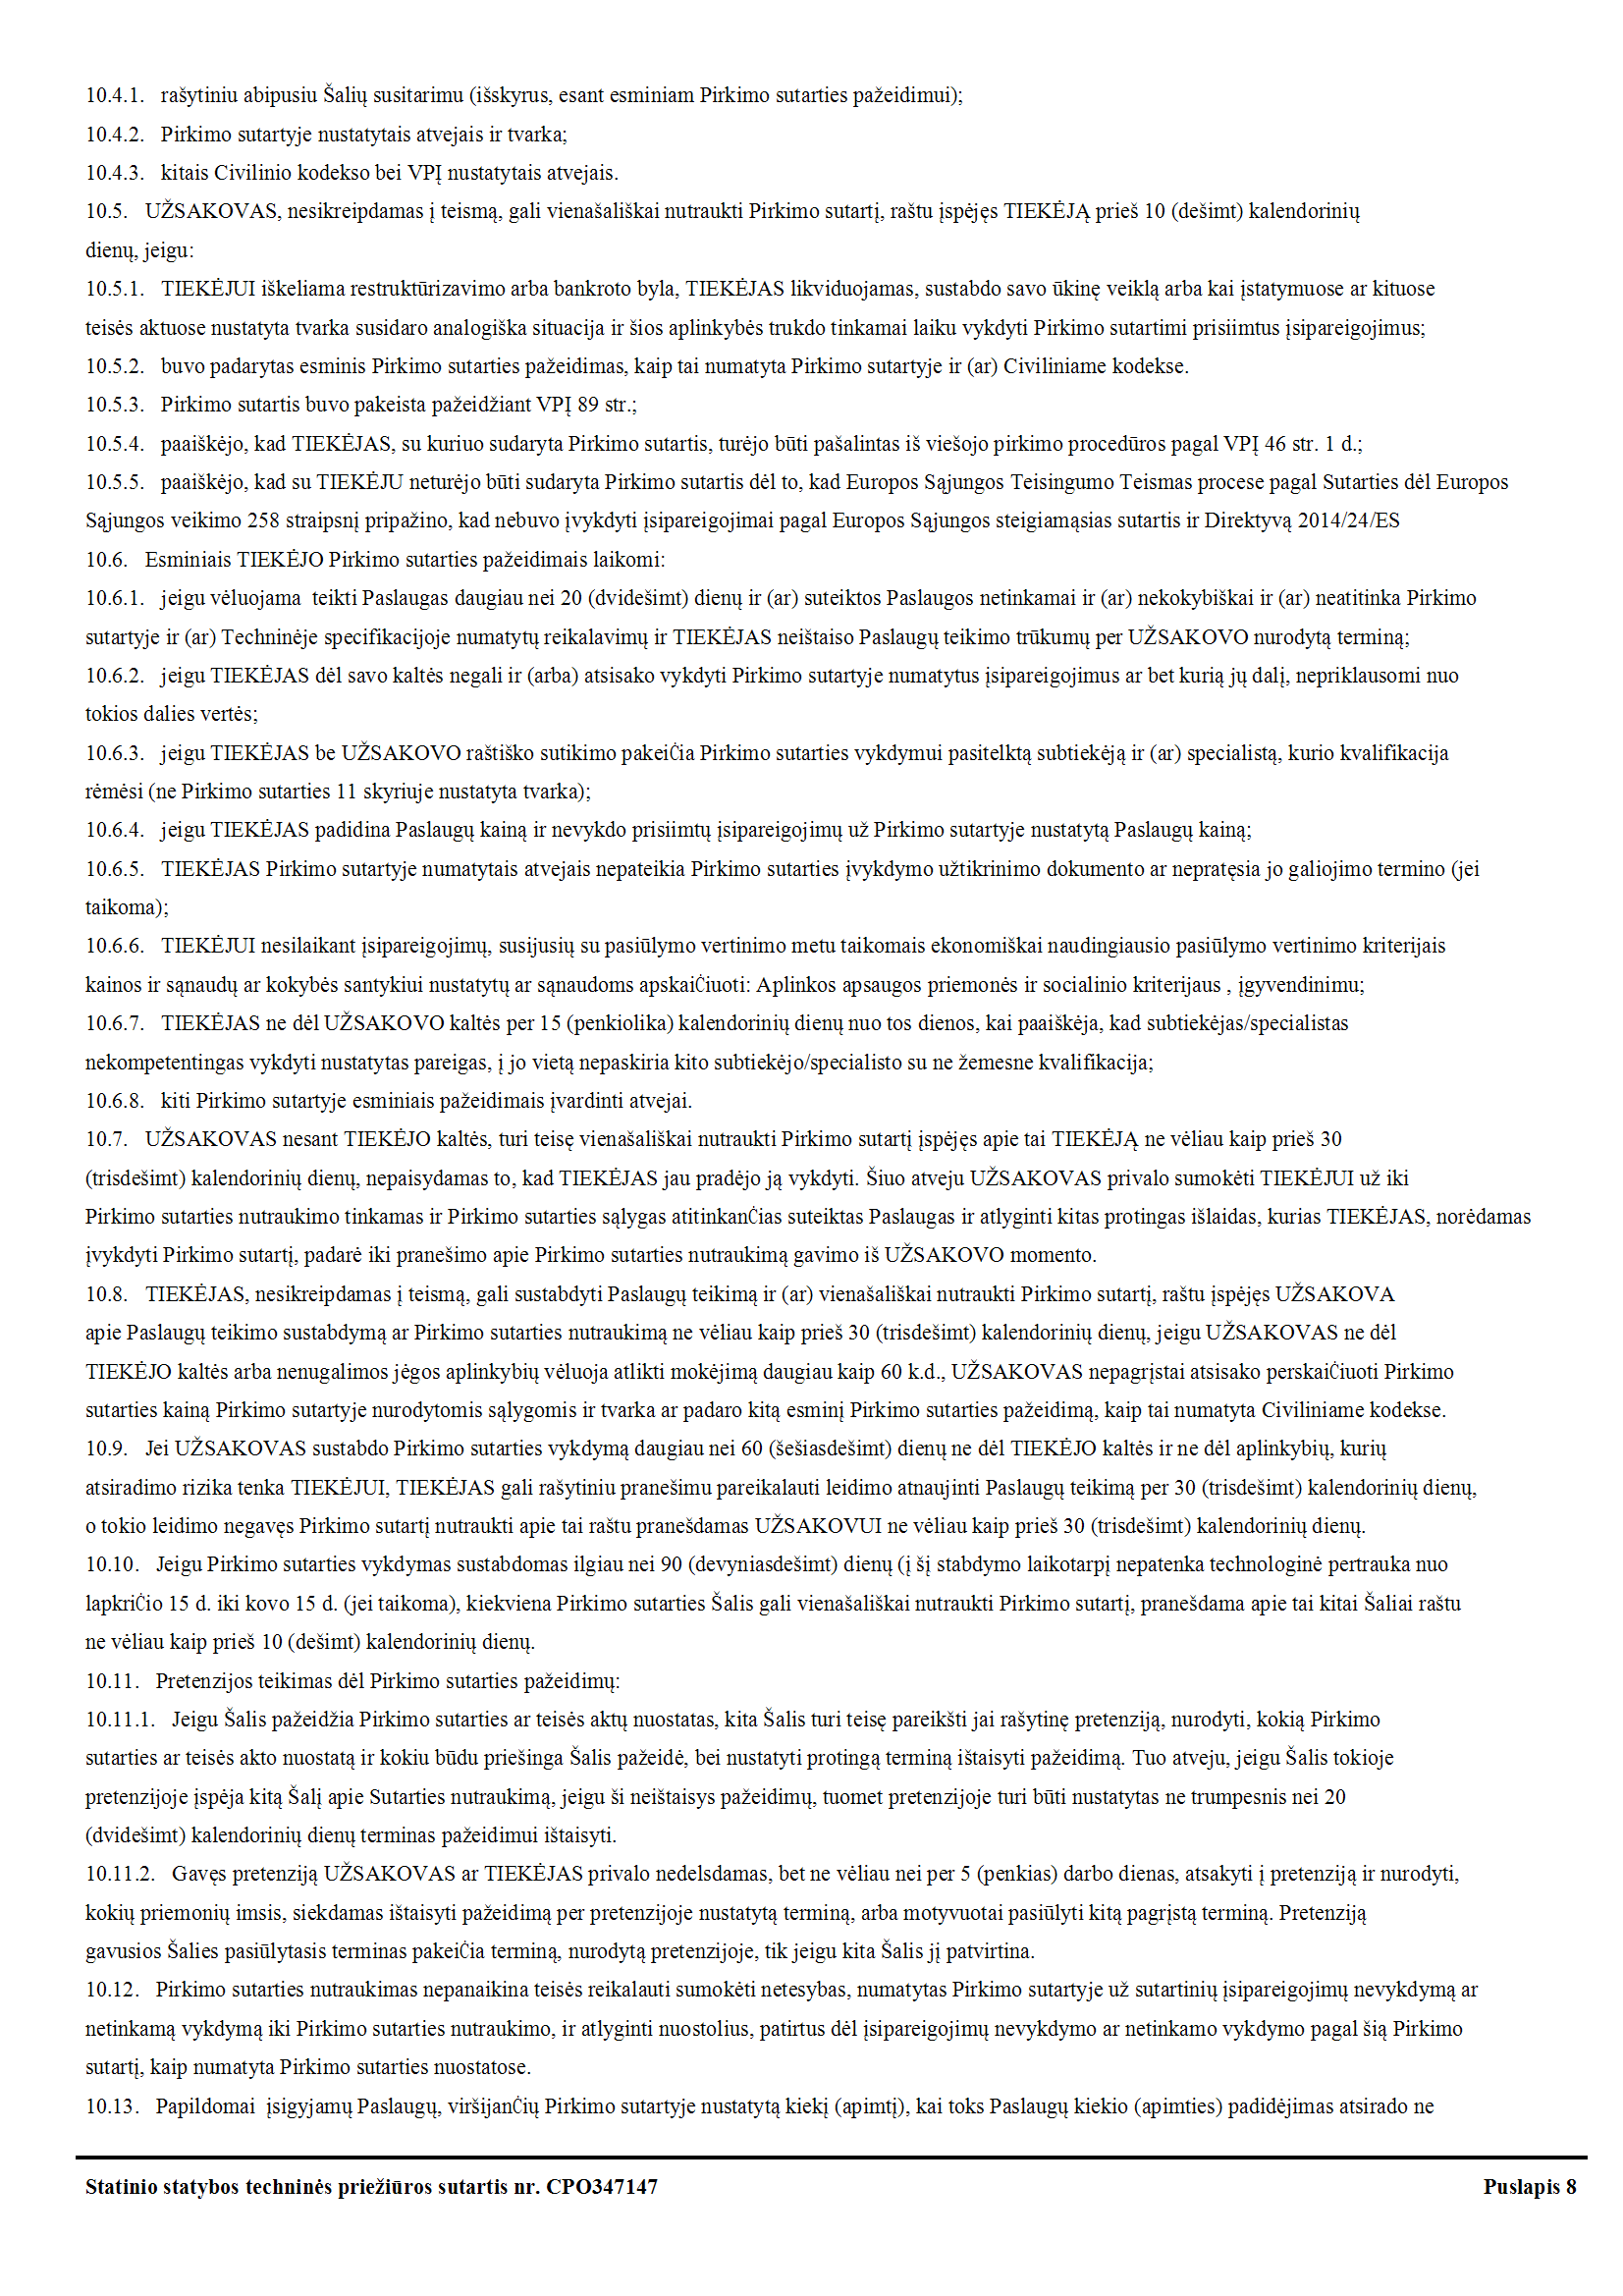 10.4.1. rašytiniu abipusiu Šalių susitarimu (išskyrus, esant esminiam Pirkimo sutarties pažeidimui);
10.4.2. Pirkimo sutartyje nustatytais atvejais ir tvarka;
10.4.3. kitais Civilinio kodekso bei VPĮ nustatytais atvejais.
10.5. UŽSAKOVAS, nesikreipdamas į teismą, gali vienašališkai nutraukti Pirkimo sutartį, raštu įspėjęs TIEKĖJĄ prieš 10 (dešimt) kalendorinių
dienų, jeigu:
10.5.1. TIEKĖJUI iškeliama restruktūrizavimo arba bankroto byla, TIEKĖJAS likviduojamas, sustabdo savo ūkinę veiklą arba kai įstatymuose ar kituose
teisės aktuose nustatyta tvarka susidaro analogiška situacija ir šios aplinkybės trukdo tinkamai laiku vykdyti Pirkimo sutartimi prisiimtus įsipareigojimus;
10.5.2. buvo padarytas esminis Pirkimo sutarties pažeidimas, kaip tai numatyta Pirkimo sutartyje ir (ar) Civiliniame kodekse.
10.5.3. Pirkimo sutartis buvo pakeista pažeidžiant VPĮ 89 str.;
10.5.4. paaiškėjo, kad TIEKĖJAS, su kuriuo sudaryta Pirkimo sutartis, turėjo būti pašalintas iš viešojo pirkimo procedūros pagal VPĮ 46 str. 1 d.;
10.5.5. paaiškėjo, kad su TIEKĖJU neturėjo būti sudaryta Pirkimo sutartis dėl to, kad Europos Sąjungos Teisingumo Teismas procese pagal Sutarties dėl Europos
Sąjungos veikimo 258 straipsnį pripažino, kad nebuvo įvykdyti įsipareigojimai pagal Europos Sąjungos steigiamąsias sutartis ir Direktyvą 2014/24/ES
10.6. Esminiais TIEKĖJO Pirkimo sutarties pažeidimais laikomi:
10.6.1. jeigu vėluojama  teikti Paslaugas daugiau nei 20 (dvidešimt) dienų ir (ar) suteiktos Paslaugos netinkamai ir (ar) nekokybiškai ir (ar) neatitinka Pirkimo
sutartyje ir (ar) Techninėje specifikacijoje numatytų reikalavimų ir TIEKĖJAS neištaiso Paslaugų teikimo trūkumų per UŽSAKOVO nurodytą terminą;
10.6.2. jeigu TIEKĖJAS dėl savo kaltės negali ir (arba) atsisako vykdyti Pirkimo sutartyje numatytus įsipareigojimus ar bet kurią jų dalį, nepriklausomi nuo
tokios dalies vertės;
10.6.3. jeigu TIEKĖJAS be UŽSAKOVO raštiško sutikimo pakeiĊia Pirkimo sutarties vykdymui pasitelktą subtiekėją ir (ar) specialistą, kurio kvalifikacija
rėmėsi (ne Pirkimo sutarties 11 skyriuje nustatyta tvarka);
10.6.4. jeigu TIEKĖJAS padidina Paslaugų kainą ir nevykdo prisiimtų įsipareigojimų už Pirkimo sutartyje nustatytą Paslaugų kainą;
10.6.5. TIEKĖJAS Pirkimo sutartyje numatytais atvejais nepateikia Pirkimo sutarties įvykdymo užtikrinimo dokumento ar nepratęsia jo galiojimo termino (jei
taikoma);
10.6.6. TIEKĖJUI nesilaikant įsipareigojimų, susijusių su pasiūlymo vertinimo metu taikomais ekonomiškai naudingiausio pasiūlymo vertinimo kriterijais
kainos ir sąnaudų ar kokybės santykiui nustatytų ar sąnaudoms apskaiĊiuoti: Aplinkos apsaugos priemonės ir socialinio kriterijaus , įgyvendinimu;
10.6.7. TIEKĖJAS ne dėl UŽSAKOVO kaltės per 15 (penkiolika) kalendorinių dienų nuo tos dienos, kai paaiškėja, kad subtiekėjas/specialistas
nekompetentingas vykdyti nustatytas pareigas, į jo vietą nepaskiria kito subtiekėjo/specialisto su ne žemesne kvalifikacija;
10.6.8. kiti Pirkimo sutartyje esminiais pažeidimais įvardinti atvejai.
10.7. UŽSAKOVAS nesant TIEKĖJO kaltės, turi teisę vienašališkai nutraukti Pirkimo sutartį įspėjęs apie tai TIEKĖJĄ ne vėliau kaip prieš 30
(trisdešimt) kalendorinių dienų, nepaisydamas to, kad TIEKĖJAS jau pradėjo ją vykdyti. Šiuo atveju UŽSAKOVAS privalo sumokėti TIEKĖJUI už iki
Pirkimo sutarties nutraukimo tinkamas ir Pirkimo sutarties sąlygas atitinkanĊias suteiktas Paslaugas ir atlyginti kitas protingas išlaidas, kurias TIEKĖJAS, norėdamas
įvykdyti Pirkimo sutartį, padarė iki pranešimo apie Pirkimo sutarties nutraukimą gavimo iš UŽSAKOVO momento.
10.8. TIEKĖJAS, nesikreipdamas į teismą, gali sustabdyti Paslaugų teikimą ir (ar) vienašališkai nutraukti Pirkimo sutartį, raštu įspėjęs UŽSAKOVA
apie Paslaugų teikimo sustabdymą ar Pirkimo sutarties nutraukimą ne vėliau kaip prieš 30 (trisdešimt) kalendorinių dienų, jeigu UŽSAKOVAS ne dėl
TIEKĖJO kaltės arba nenugalimos jėgos aplinkybių vėluoja atlikti mokėjimą daugiau kaip 60 k.d., UŽSAKOVAS nepagrįstai atsisako perskaiĊiuoti Pirkimo
sutarties kainą Pirkimo sutartyje nurodytomis sąlygomis ir tvarka ar padaro kitą esminį Pirkimo sutarties pažeidimą, kaip tai numatyta Civiliniame kodekse.
10.9. Jei UŽSAKOVAS sustabdo Pirkimo sutarties vykdymą daugiau nei 60 (šešiasdešimt) dienų ne dėl TIEKĖJO kaltės ir ne dėl aplinkybių, kurių
atsiradimo rizika tenka TIEKĖJUI, TIEKĖJAS gali rašytiniu pranešimu pareikalauti leidimo atnaujinti Paslaugų teikimą per 30 (trisdešimt) kalendorinių dienų,
o tokio leidimo negavęs Pirkimo sutartį nutraukti apie tai raštu pranešdamas UŽSAKOVUI ne vėliau kaip prieš 30 (trisdešimt) kalendorinių dienų.
10.10. Jeigu Pirkimo sutarties vykdymas sustabdomas ilgiau nei 90 (devyniasdešimt) dienų (į šį stabdymo laikotarpį nepatenka technologinė pertrauka nuo
lapkriĊio 15 d. iki kovo 15 d. (jei taikoma), kiekviena Pirkimo sutarties Šalis gali vienašališkai nutraukti Pirkimo sutartį, pranešdama apie tai kitai Šaliai raštu
ne vėliau kaip prieš 10 (dešimt) kalendorinių dienų.
10.11. Pretenzijos teikimas dėl Pirkimo sutarties pažeidimų:
10.11.1. Jeigu Šalis pažeidžia Pirkimo sutarties ar teisės aktų nuostatas, kita Šalis turi teisę pareikšti jai rašytinę pretenziją, nurodyti, kokią Pirkimo
sutarties ar teisės akto nuostatą ir kokiu būdu priešinga Šalis pažeidė, bei nustatyti protingą terminą ištaisyti pažeidimą. Tuo atveju, jeigu Šalis tokioje
pretenzijoje įspėja kitą Šalį apie Sutarties nutraukimą, jeigu ši neištaisys pažeidimų, tuomet pretenzijoje turi būti nustatytas ne trumpesnis nei 20
(dvidešimt) kalendorinių dienų terminas pažeidimui ištaisyti.
10.11.2. Gavęs pretenziją UŽSAKOVAS ar TIEKĖJAS privalo nedelsdamas, bet ne vėliau nei per 5 (penkias) darbo dienas, atsakyti į pretenziją ir nurodyti,
kokių priemonių imsis, siekdamas ištaisyti pažeidimą per pretenzijoje nustatytą terminą, arba motyvuotai pasiūlyti kitą pagrįstą terminą. Pretenziją
gavusios Šalies pasiūlytasis terminas pakeiĊia terminą, nurodytą pretenzijoje, tik jeigu kita Šalis jį patvirtina.
10.12. Pirkimo sutarties nutraukimas nepanaikina teisės reikalauti sumokėti netesybas, numatytas Pirkimo sutartyje už sutartinių įsipareigojimų nevykdymą ar
netinkamą vykdymą iki Pirkimo sutarties nutraukimo, ir atlyginti nuostolius, patirtus dėl įsipareigojimų nevykdymo ar netinkamo vykdymo pagal šią Pirkimo
sutartį, kaip numatyta Pirkimo sutarties nuostatose.
10.13. Papildomai  įsigyjamų Paslaugų, viršijanĊių Pirkimo sutartyje nustatytą kiekį (apimtį), kai toks Paslaugų kiekio (apimties) padidėjimas atsirado ne
Statinio statybos techninės priežiūros sutartis nr. CPO347147
Puslapis 8